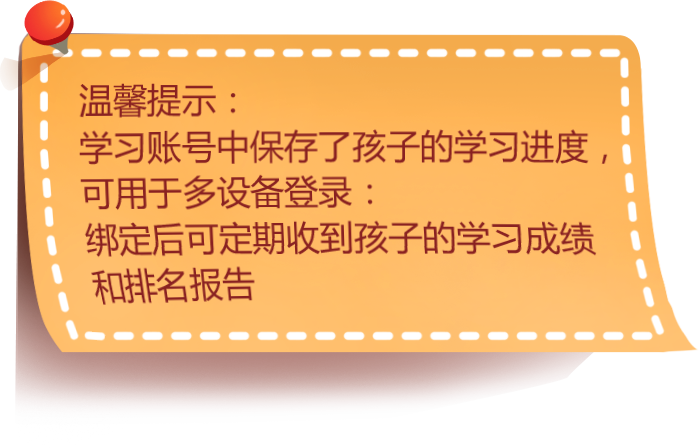 温馨提示：
学习账号中保存了孩子的学习进度，
可用于多设备登录：
绑定后可定期收到孩子的学习成绩
和排名报告